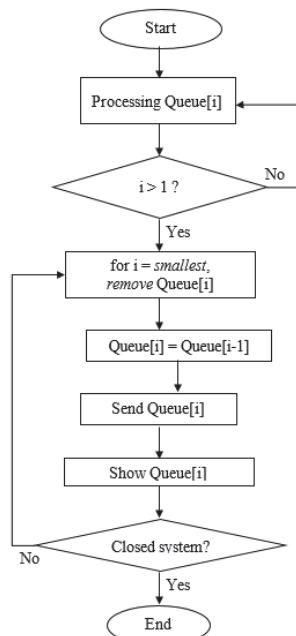 Start
Processing Queue[i]
i > 1 ?
No
Yes
for i = smallest,
remove Queue[i]
Queue[i] = Queue[i-1]
Send Queue[i]
Show Queue[i]
Closed system?
No
Yes
End